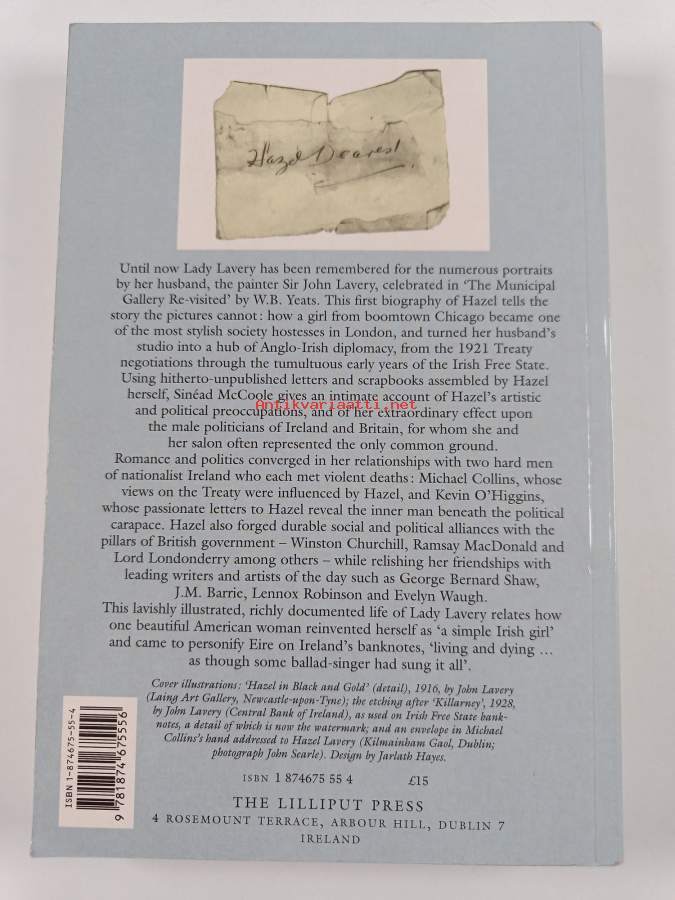 Hazel Dearest
Until now Lady Lavery has been remembered for the numerous portraits
by her husband, the painter Sir John Lavery, celebrated in ‘The Municipal
Gallery Re-visited’ by W.B. Yeats. This first biography of Hazel tells the
story the pictures cannot: how a girl from boomtown Chicago became one
of the most stylish society hostesses in London, and turned her husband’s
studio into a hub of Anglo-Irish diplomacy, from the 1921 Treaty
negotiations through the tumultuous early years of the Irish Free State.
Using hitherto-unpublished letters and scrapbooks assembled by Hazel
herself, Sinéad McCoole gives an intimate account of Hazel’s artistic
Antikvariaatti.net
and political preoccupations, and of her extraordinary effect upon
the male politicians of Ireland and Britain, for whom she and
her salon often represented the only common ground.
Romance and politics converged in her relationships with two hard men
of nationalist Ireland who each met violent deaths: Michael Collins, whose
views on the Treaty were influenced by Hazel, and Kevin O’Higgins,
whose passionate letters to Hazel reveal the inner man beneath the political
carapace. Hazel also forged durable social and political alliances with the
pillars of British government – Winston Churchill, Ramsay MacDonald and
Lord Londonderry among others – while relishing her friendships with
leading writers and artists of the day such as George Bernard Shaw,
J.M. Barrie, Lennox Robinson and Evelyn Waugh.
This lavishly illustrated, richly documented life of Lady Lavery relates how
one beautiful American woman reinvented herself as ‘a simple Irish girl’
and came to personify Eire on Ireland’s banknotes, ‘living and dying ...
as though some ballad-singer had sung it all’.
Cover illustrations: ‘Hazel in Black and Gold’ (detail), 1916, by John Lavery
(Laing Art Gallery, Newcastle-upon-Tyne); the etching after ‘Killarney’, 1928,
by John Lavery (Central Bank of Ireland), as used on Irish Free State bank-
notes, a detail of which is now the watermark; and an envelope in Michael
Collins’s hand addressed to Hazel Lavery (Kilmainham Gaol, Dublin;
photograph John Searle). Design by Jarlath Hayes.
ISBN 1 874675 55 4 £15
THE LILLIPUT PRESS
4 ROSEMOUNT TERRACE, ARBOUR HILL, DUBLIN 7
IRELAND
ISBN 1-874675-55-4
9 781874 675556